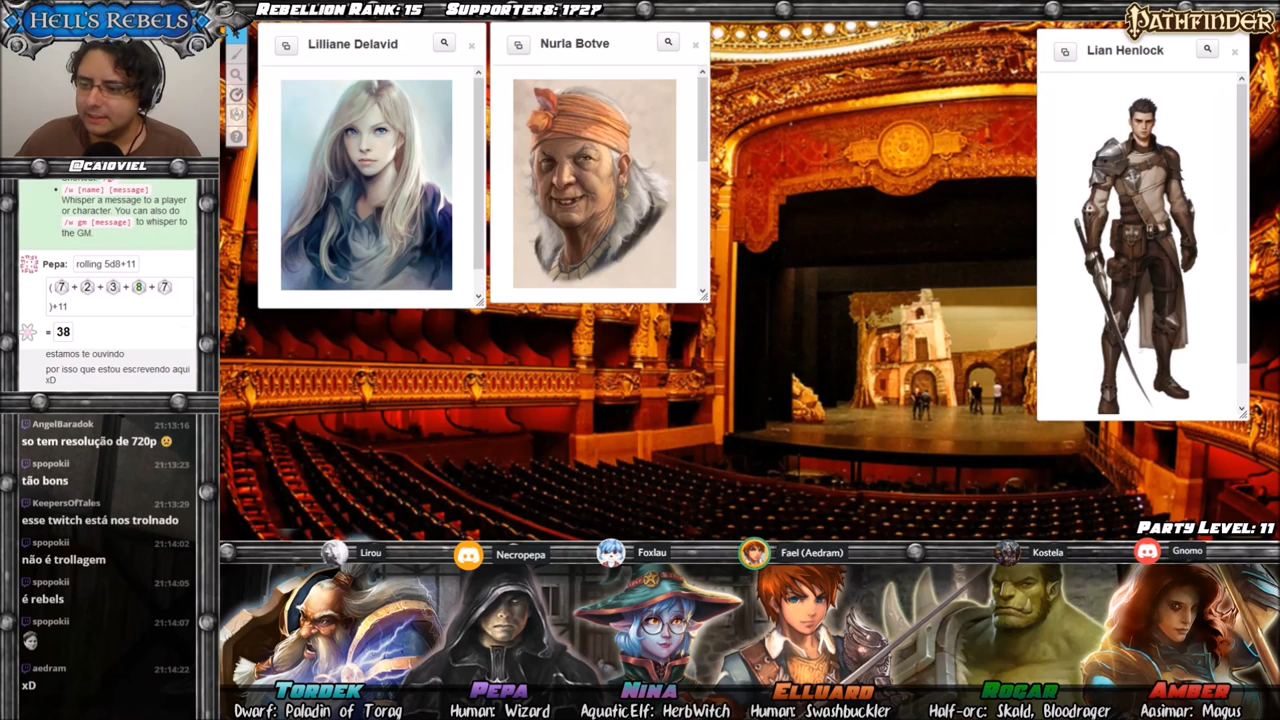 HELL'S REBELS
REBELLION RANK: 15 SUPPORTERS: 1727
PATHFINDER
Lilliane Delavid
Nurla Botve
Lian Henlock
@CAIOVIEL
/w [name] [message]
Whisper a message to a player
or character. You can also do
/w gm [message] to whisper to
the GM.
Pepa: rolling 5d8+11
(7+2+3+8+7
)+11
= 38
estamos te ouvindo
por isso que estou escrevendo aqui
xD
AngelBaradok 21:13:16
so tem resolução de 720p
spopokii 21:13:23
tão bons
KeepersOfTales 21:13:29
esse twitch está nos trolnado
spopokii 21:14:02
não é trollagem
spopokii 21:14:05
é rebels
spopokii 21:14:07
aedram 21:14:22
xD
PARTY LEVEL: 11
Lirou
Necropepa
Foxlau
Fael (Aedram)
Kostela
Gnomo
TORDEK
Dwarf: Paladin of Torag
PEPA
Human: Wizard
NINA
AquaticElf: HerbWitch
ELLUARD
Human: Swashbuckler
ROGAR
Half-orc: Skald, Bloodrager
AMBER
Aasimar: Magus